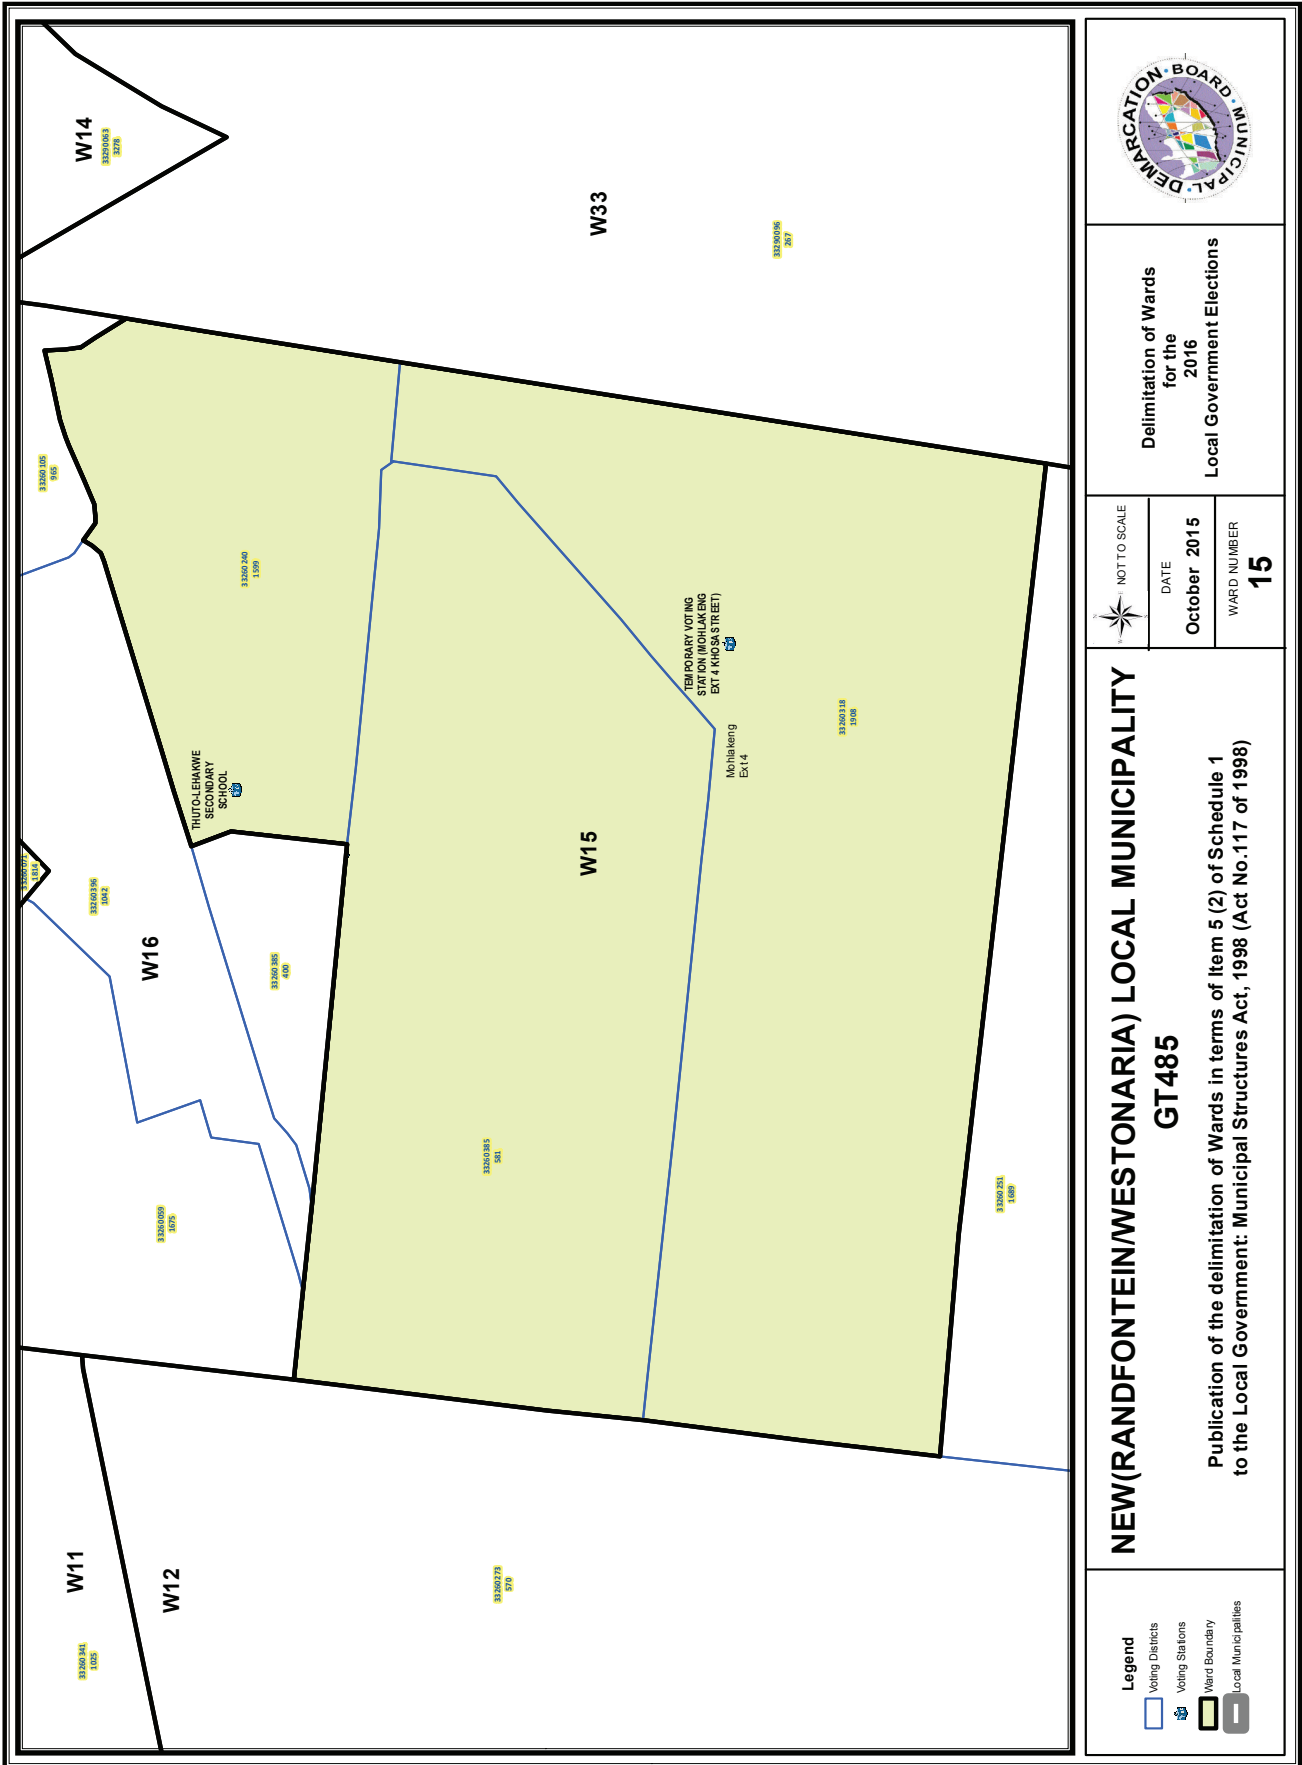 W14
33290063
3278
W33
33290096
267
33260105
965
33260240
1599
TEMPORARY VOTING
STATION (MOHLAKENG
EXT 4 KHOSA STREET)
33260318
1908
Mohlakeng
Ext 4
THUTO-LEHAKWE
SECONDARY
SCHOOL
W15
33260071
1814
33260396
1042
W16
33260385
400
33260385
581
33260059
1675
33260251
1689
W11
33260341
1025
W12
33260273
570
Legend
Voting Districts
Voting Stations
Ward Boundary
Local Municipalities
NEW(RANDFONTEIN/WESTONARIA) LOCAL MUNICIPALITY
GT485
Publication of the delimitation of Wards in terms of Item 5 (2) of Schedule 1
to the Local Government: Municipal Structures Act, 1998 (Act No.117 of 1998)
NOT TO SCALE
DATE
October 2015
WARD NUMBER
15
Delimitation of Wards
for the
2016
Local Government Elections
MUNICIPAL DEMARCATION BOARD